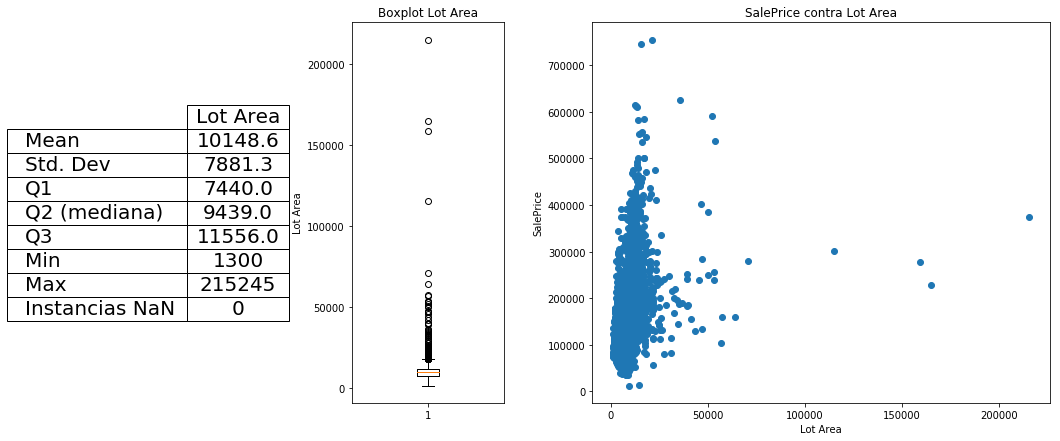 Lot Area
Mean 10148.6
Std. Dev 7881.3
Q1 7440.0
Q2 (mediana) 9439.0
Q3 11556.0
Min 1300
Max 215245
Instancias NaN 0
Boxplot Lot Area
Lot Area
200000
150000
100000
50000
0
1
SalePrice contra Lot Area
SalePrice
700000
600000
500000
400000
300000
200000
100000
0
0 50000 100000 150000 200000
Lot Area